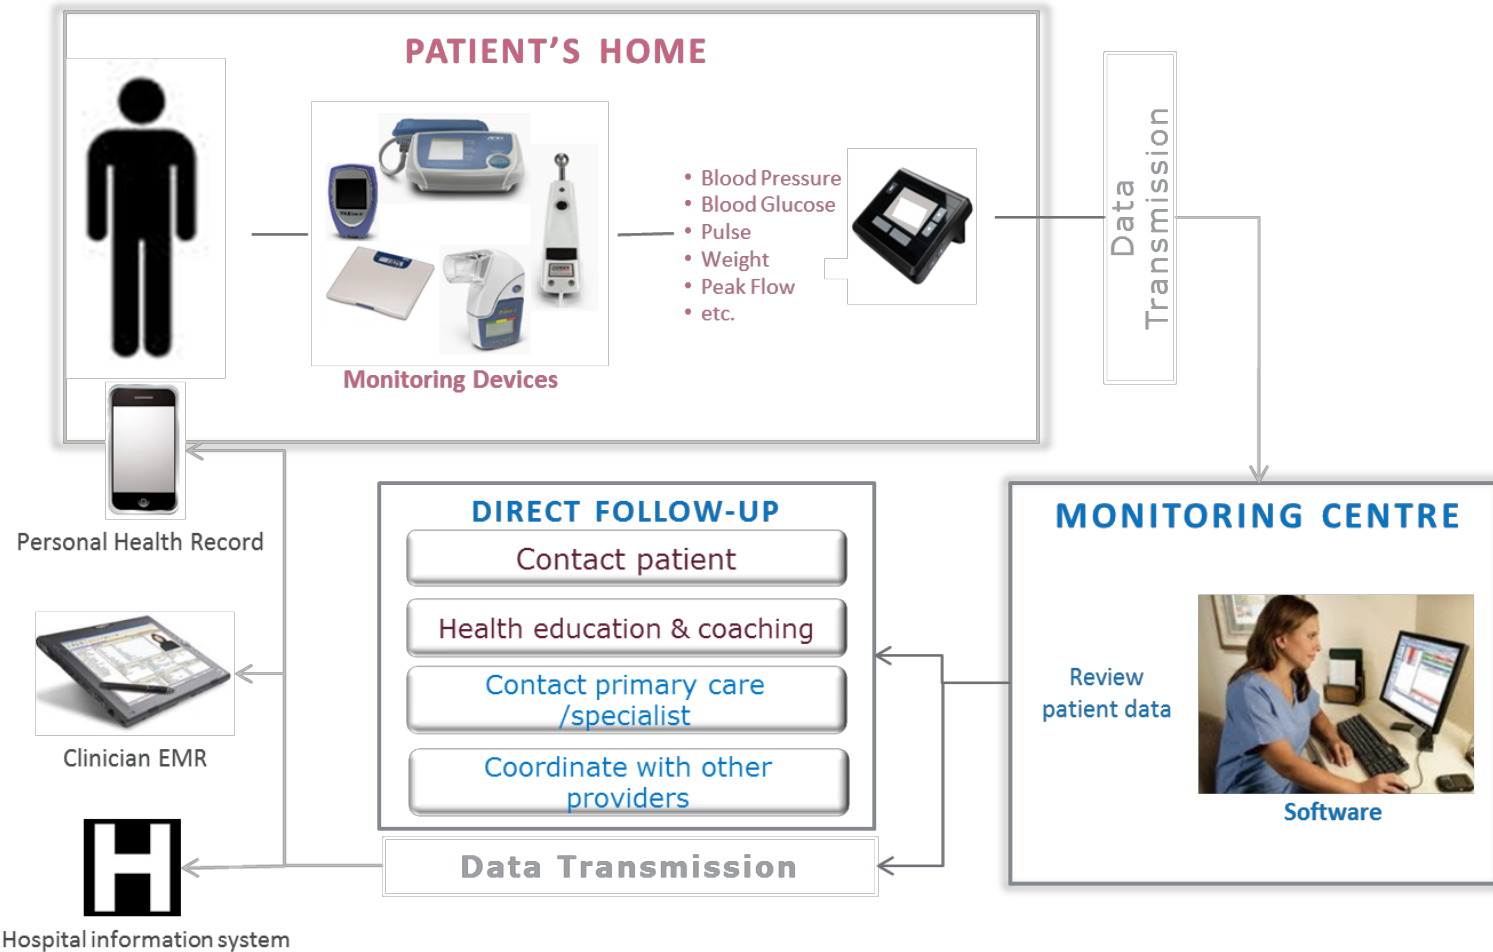 PATIENT’S HOME
• Blood Pressure
• Blood Glucose
• Pulse
• Weight
• Peak Flow
• etc.
Monitoring Devices
Data
Transmission
Personal Health Record
Clinician EMR
H
Hospital information system
DIRECT FOLLOW-UP
Contact patient
Health education & coaching
Contact primary care
/specialist
Coordinate with other
providers
Data Transmission
MONITORING CENTRE
Review
patient data
Software